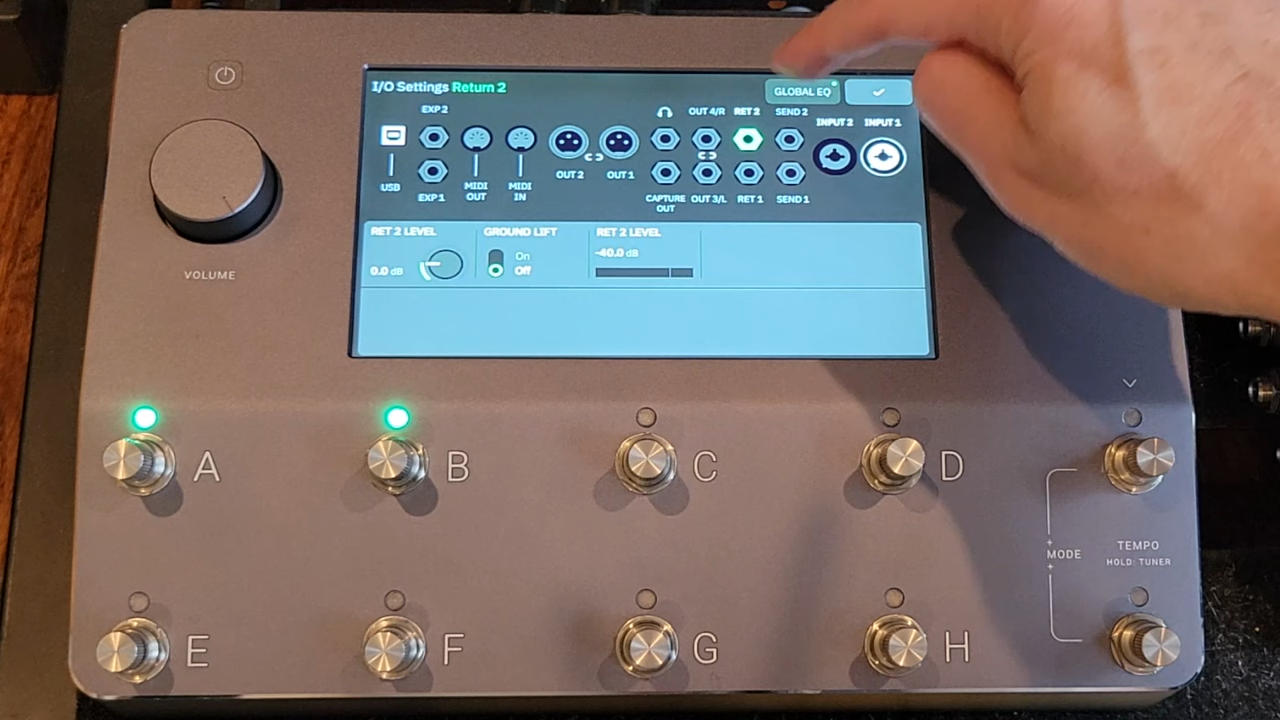 I/O Settings Return 2
GLOBAL EQ
EXP 2
OUT 4/R
RET 2
SEND 2
INPUT 2
INPUT 1
USB
EXP 1
MIDI OUT
MIDI IN
OUT 2
OUT 1
CAPTURE OUT
OUT 3/L
RET 1
SEND 1
RET 2 LEVEL
0.0 dB
GROUND LIFT
On
Off
RET 2 LEVEL
-40.0 dB
VOLUME
A
B
C
D
MODE
TEMPO
HOLD: TUNER
E
F
G
H